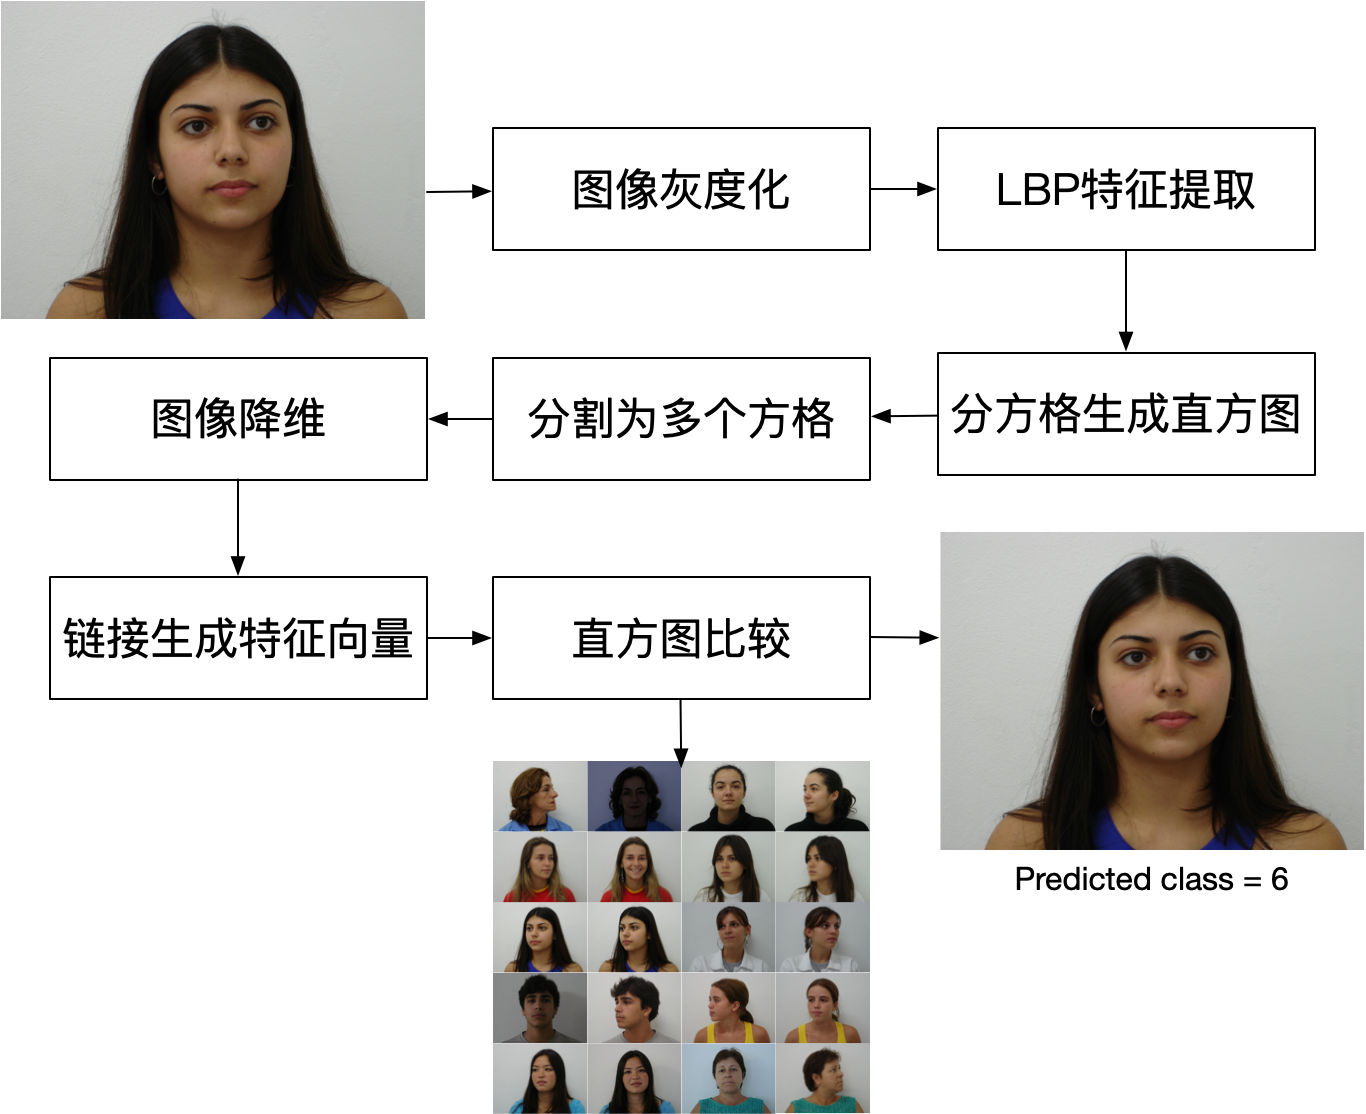 图像灰度化
LBP特征提取
分方格生成直方图
分割为多个方格
图像降维
链接生成特征向量
直方图比较
Predicted class = 6